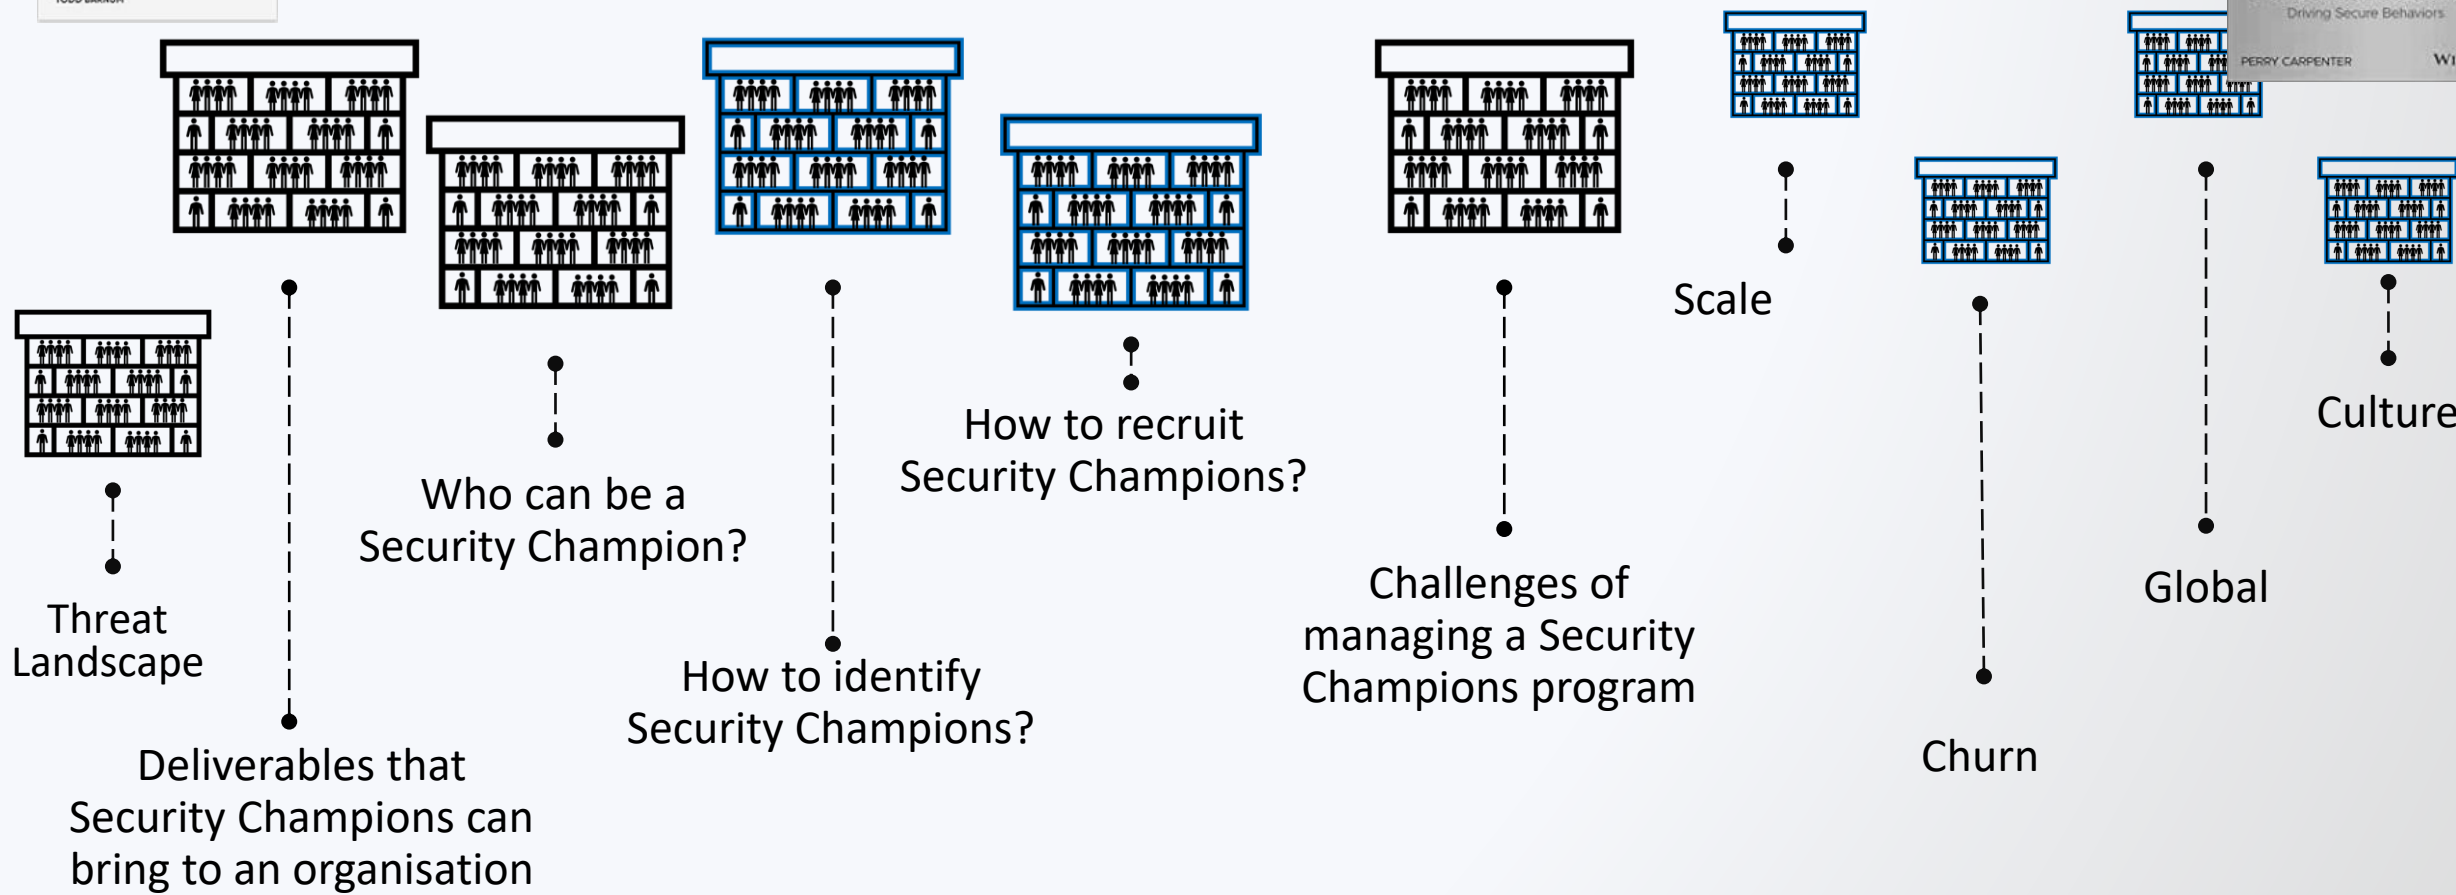 TODD BARNUM
Driving Secure Behaviors
PERRY CARPENTER
Threat
Landscape
Deliverables that
Security Champions can
bring to an organisation
Who can be a
Security Champion?
How to identify
Security Champions?
How to recruit
Security Champions?
Challenges of
managing a Security
Champions program
Scale
Churn
Global
Culture